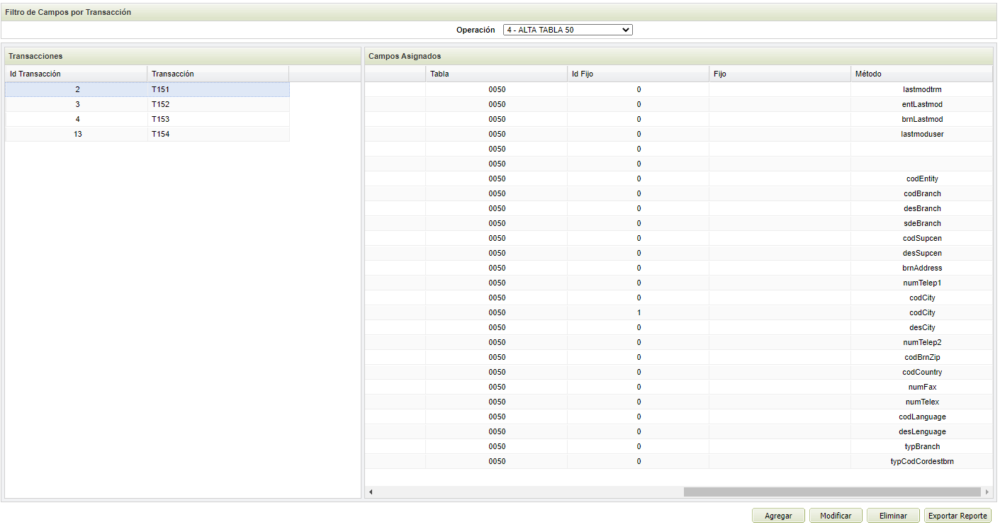 Filtro de Campos por Transacción
Operación 4 - ALTA TABLA 50
Transacciones
Id Transacción Transacción
2 T151
3 T152
4 T153
13 T154
Campos Asignados
Tabla Id Fijo Fijo Método
0050 0 lastmodtrm
0050 0 entLastmod
0050 0 brnLastmod
0050 0 lastmoduser
0050 0
0050 0
0050 0 codEntity
0050 0 codBranch
0050 0 desBranch
0050 0 sdeBranch
0050 0 codSupcen
0050 0 desSupcen
0050 0 brnAddress
0050 0 numTelep1
0050 0 codCity
0050 1 codCity
0050 0 desCity
0050 0 numTelep2
0050 0 codBrnZip
0050 0 codCountry
0050 0 numFax
0050 0 numTelex
0050 0 codLanguage
0050 0 desLenguage
0050 0 typBranch
0050 0 typCodCordestbrn
Agregar Modificar Eliminar Exportar Reporte